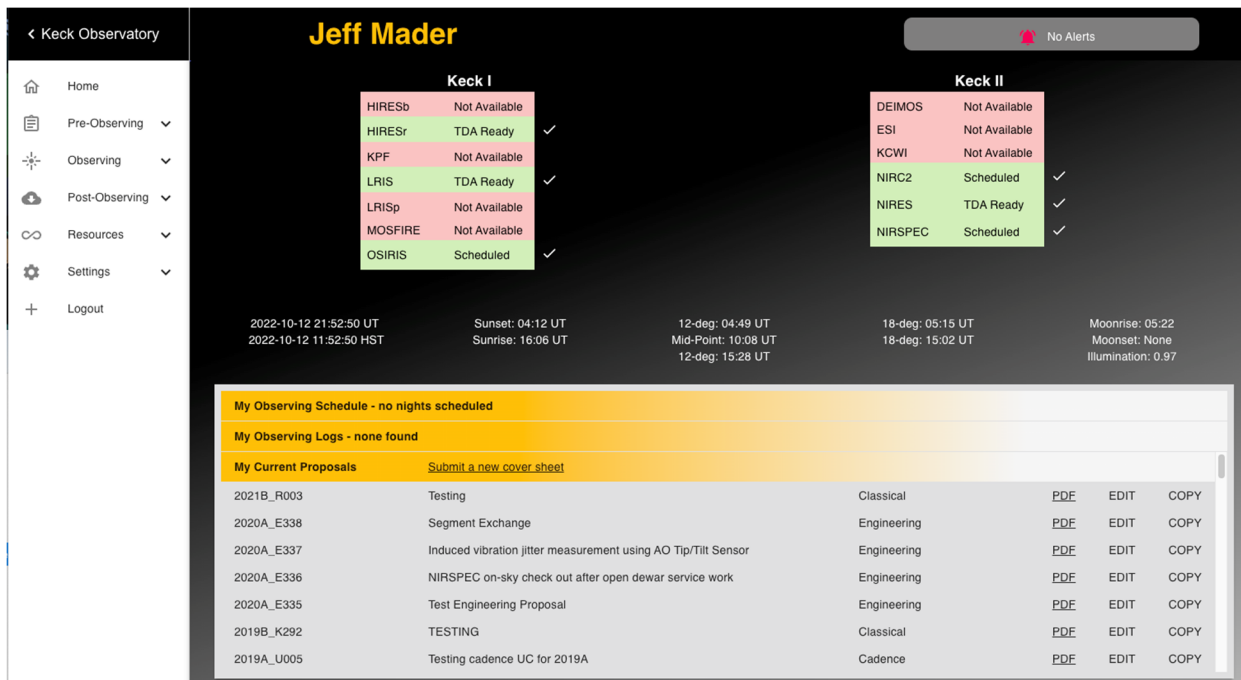 Keck Observatory
Jeff Mader
No Alerts
Home
Pre-Observing
Observing
Post-Observing
Resources
Settings
Logout
Keck I
HIRESb Not Available
HIRESr TDA Ready
KPF Not Available
LRIS TDA Ready
LRISp Not Available
MOSFIRE Not Available
OSIRIS Scheduled
Keck II
DEIMOS Not Available
ESI Not Available
KCWI Not Available
NIRC2 Scheduled
NIRES TDA Ready
NIRSPEC Scheduled
2022-10-12 21:52:50 UT
2022-10-12 11:52:50 HST
Sunset: 04:12 UT
Sunrise: 16:06 UT
12-deg: 04:49 UT
Mid-Point: 10:08 UT
12-deg: 15:28 UT
18-deg: 05:15 UT
18-deg: 15:02 UT
Moonrise: 05:22
Moonset: None
Illumination: 0.97
My Observing Schedule - no nights scheduled
My Observing Logs - none found
My Current Proposals Submit a new cover sheet
2021B_R003 Testing Classical PDF EDIT COPY
2020A_E338 Segment Exchange Engineering PDF EDIT COPY
2020A_E337 Induced vibration jitter measurement using AO Tip/Tilt Sensor Engineering PDF EDIT COPY
2020A_E336 NIRSPEC on-sky check out after open dewar service work Engineering PDF EDIT COPY
2020A_E335 Test Engineering Proposal Engineering PDF EDIT COPY
2019B_K292 TESTING Classical PDF EDIT COPY
2019A_U005 Testing cadence UC for 2019A Cadence PDF EDIT COPY